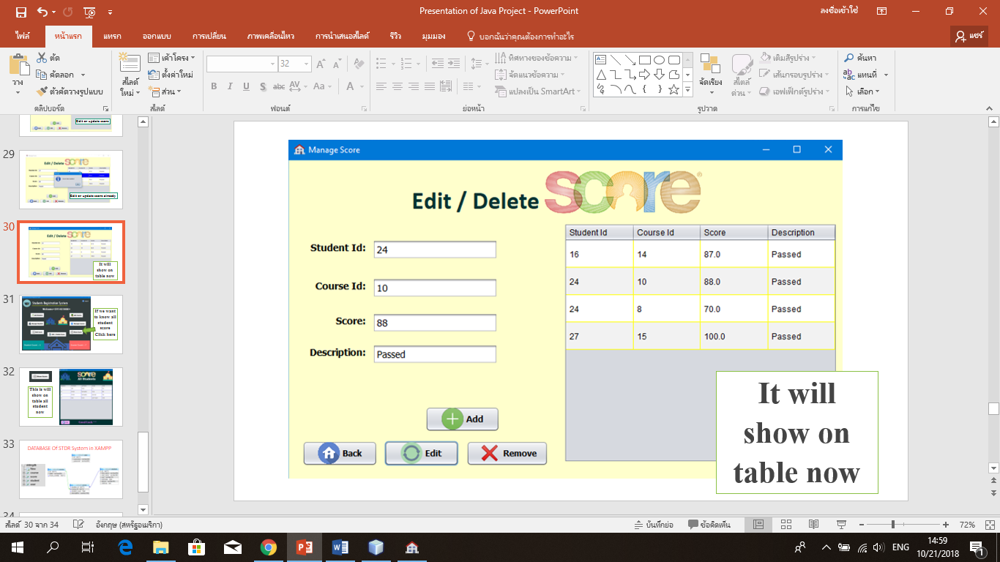 Presentation of Java Project - PowerPoint
ลงชื่อเข้าใช้
ไฟล์ หน้าแรก แทรก ออกแบบ การเปลี่ยน ภาพเคลื่อนไหว การนำเสนอสไลด์ รีวิว มุมมอง บอกฉันว่าคุณต้องการทำอะไร แชร์
วาง
ตัด
คัดลอก
ตัวคัดวางรูปแบบ
คลิปบอร์ด
สไลด์
ใหม่
เค้าโครง
ตั้งค่าใหม่
ส่วน
สไลด์
32
B I U S abc AV Aa A
ฟอนต์
ทิศทางของข้อความ
จัดแนวข้อความ
แปลงเป็น SmartArt
ย่อหน้า
จัดเรียง
สไตล์
ด่วน
เติมสีรูปร่าง
เส้นกรอบรูปร่าง
เอฟเฟ็กต์รูปร่าง
รูปวาด
ค้นหา
แทนที่
เลือก
การแก้ไข
Edit or update score
29
Edit / Delete score
Edit or update score already
30
Edit / Delete score
It will
show on
table now
31
Students Registration System
If we want
to know all
student
score
Click here
32
score
All Students
This is will
show on
table all
student
now
33
DATABASE Of STDR System in XAMPP
34
Manage Score
Edit / Delete score®
Student Id: 24
Course Id: 10
Score: 88
Description: Passed
Add
Back Edit Remove
Student Id Course Id Score Description
16 14 87.0 Passed
24 10 88.0 Passed
24 8 70.0 Passed
27 15 100.0 Passed
It will
show on
table now
สไลด์ 30 จาก 34 อังกฤษ (สหรัฐอเมริกา) บันทึกย่อ ข้อคิดเห็น 72%
ENG
14:59
10/21/2018
1